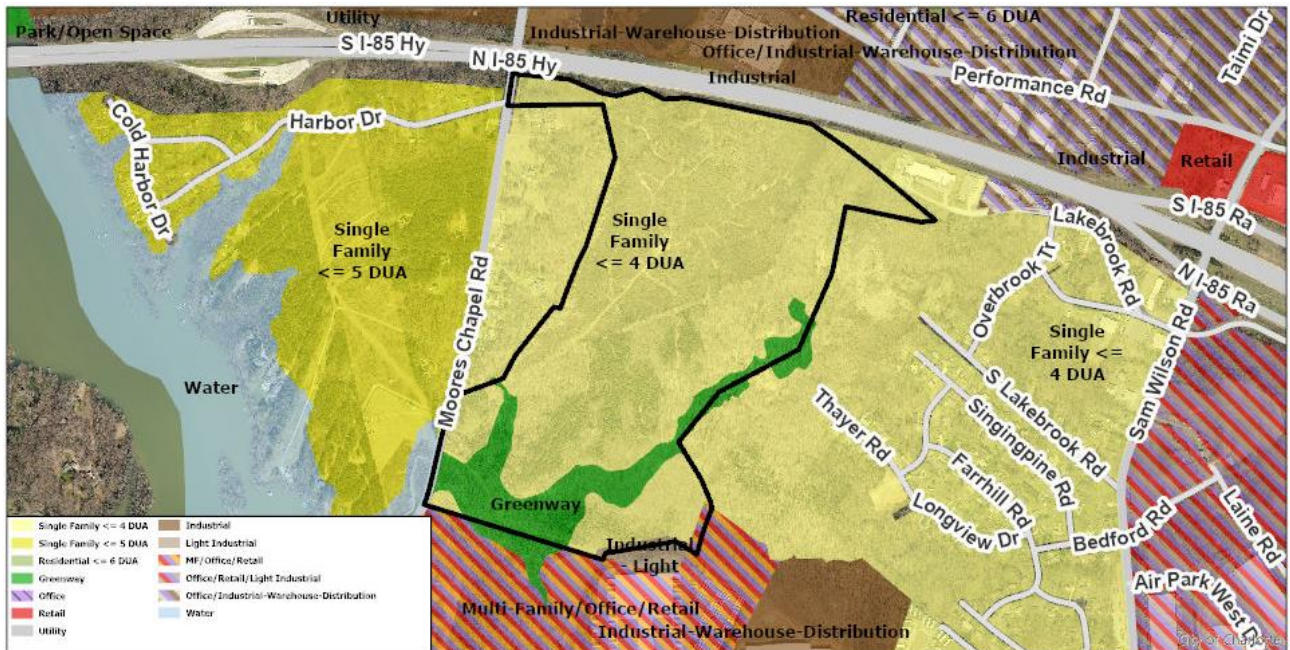 Park/Open Space
Utility
Industrial-Warehouse-Distribution
Residential <= 6 DUA
Office/Industrial-Warehouse-Distribution
Industrial
S I-85 Hy
N I-85 Hy
Performance Rd
Taimi Dr
Cold Harbor Dr
Harbor Dr
Industrial
Retail
S I-85 Ra
N I-85 Ra
Single
Family
<= 5 DUA
Single
Family
<= 4 DUA
Moores Chapel Rd
Water
Lakebrook Rd
Overbrook Tr
Single
Family <=
4 DUA
Sam Wilson Rd
S Lakebrook Rd
Singingpine Rd
Thayer Rd
Farrhill Rd
Longview Dr
Bedford Rd
Laine Rd
Air Park West Dr
Greenway
Industrial
- Light
Multi-Family/Office/Retail
Industrial-Warehouse-Distribution
Single Family <= 4 DUA
Single Family <= 5 DUA
Residential <= 6 DUA
Greenway
Office
Retail
Utility
Industrial
Light Industrial
MF/Office/Retail
Office/Retail/Light Industrial
Office/Industrial-Warehouse-Distribution
Water
City of Charlotte